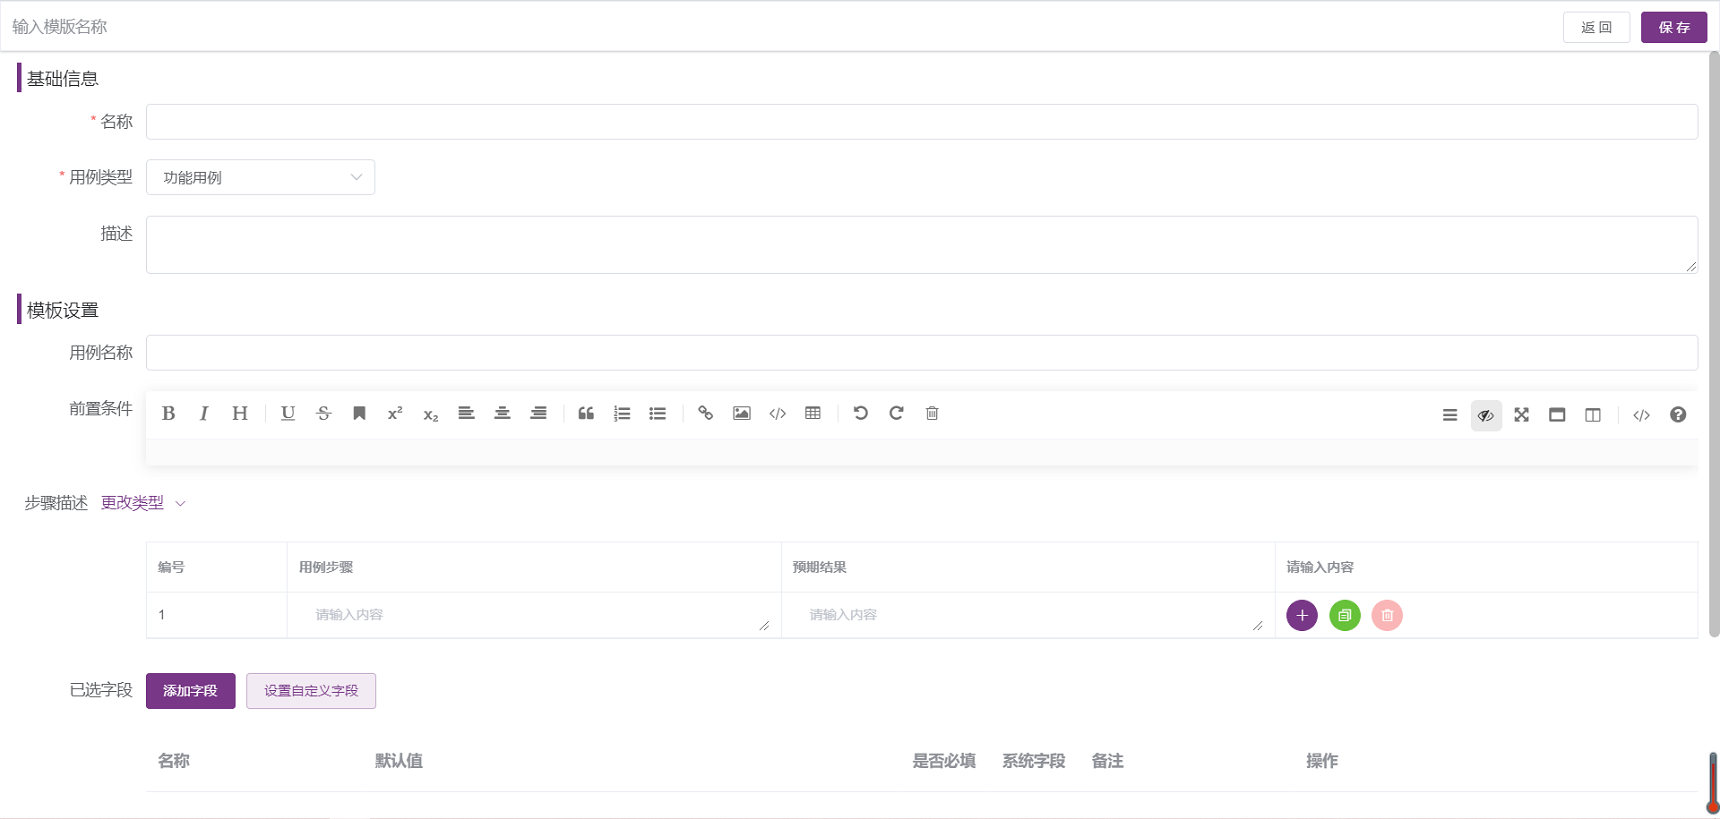 输入模版名称
返 回
保 存
基础信息
* 名称
* 用例类型
功能用例
描述
模板设置
用例名称
前置条件
B I H U S x² x₂
步骤描述 更改类型
编号 用例步骤 预期结果 请输入内容
1 请输入内容 请输入内容
已选字段 添加字段 设置自定义字段
名称 默认值 是否必填 系统字段 备注 操作